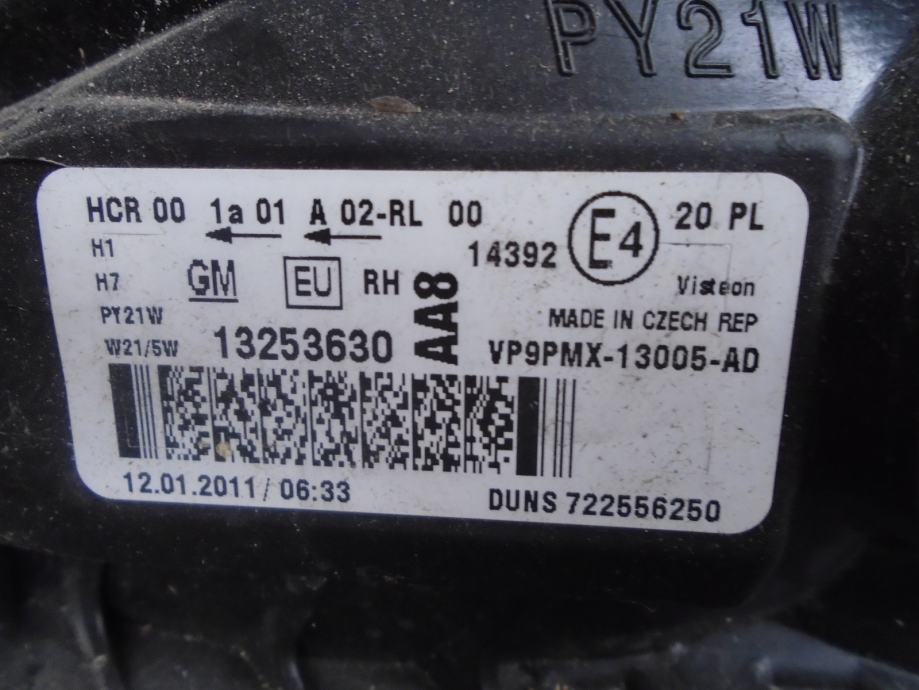 PY21W
HCR 00 1a 01 A 02-RL 00
E4
20 PL
H1
14392
H7
GM
EU
RH
AA8
Visteon
PY21W
MADE IN CZECH REP
W21/5W
13253630
VP9PMX-13005-AD
12.01.2011/ 06:33
DUNS 722556250